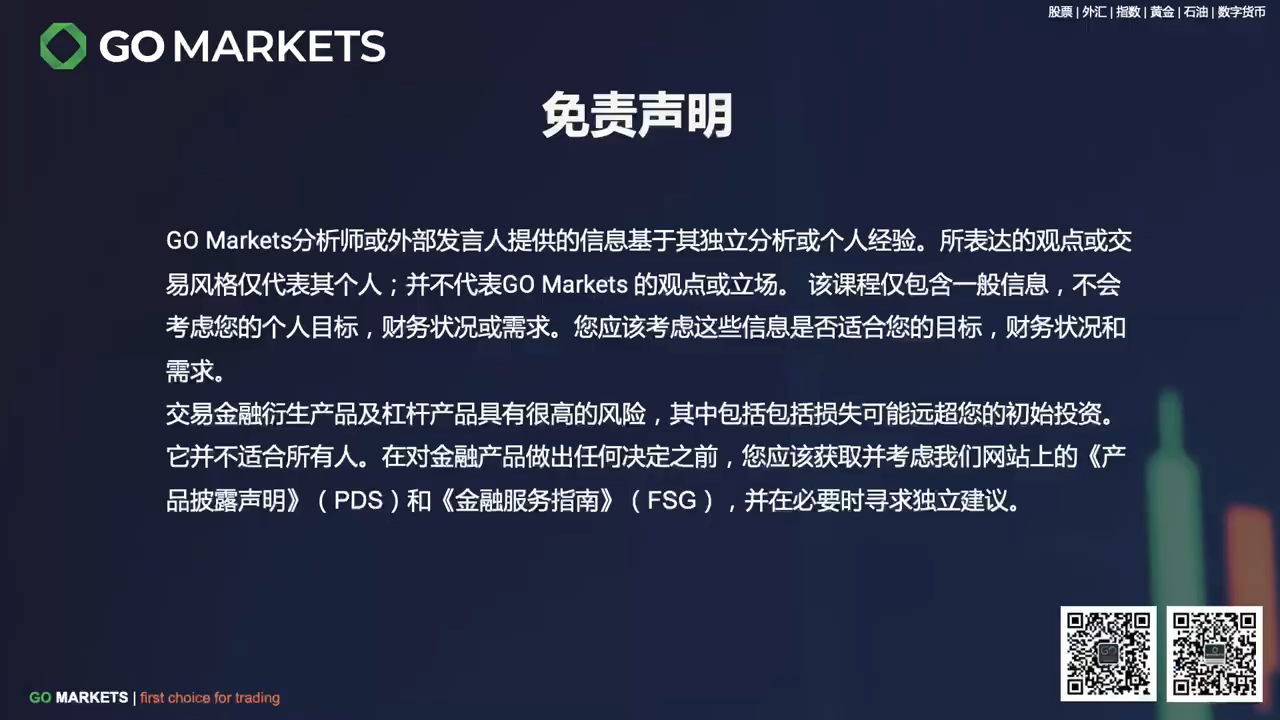 股票 | 外汇 | 指数 | 黄金 | 石油 | 数字货币
GO MARKETS
免责声明
GO Markets分析师或外部发言人提供的信息基于其独立分析或个人经验。所表达的观点或交
易风格仅代表其个人；并不代表GO Markets 的观点或立场。 该课程仅包含一般信息，不会
考虑您的个人目标，财务状况或需求。您应该考虑这些信息是否适合您的目标，财务状况和
需求。
交易金融衍生产品及杠杆产品具有很高的风险，其中包括包括损失可能远超您的初始投资。
它并不适合所有人。在对金融产品做出任何决定之前，您应该获取并考虑我们网站上的《产
品披露声明》（PDS）和《金融服务指南》（FSG），并在必要时寻求独立建议。
GO MARKETS | first choice for trading